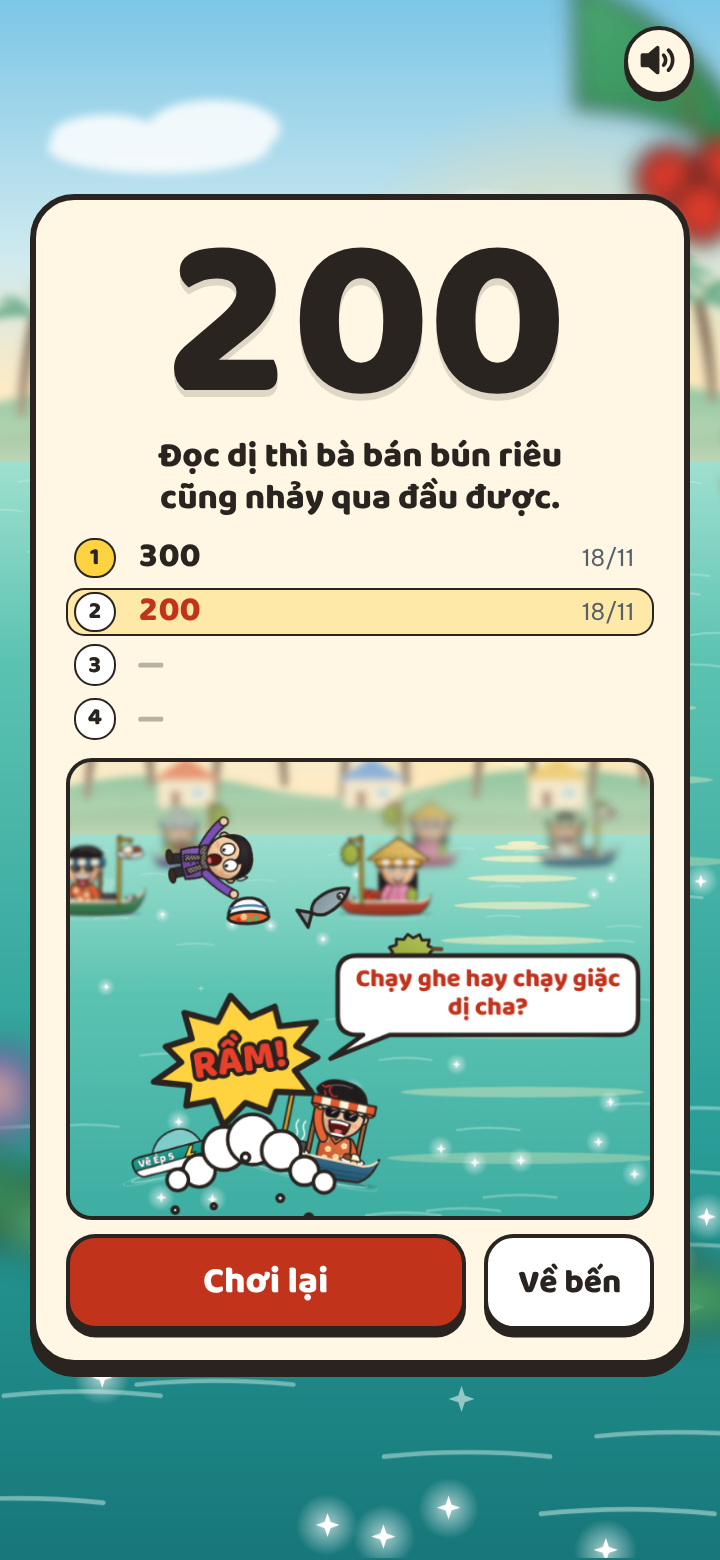 200
Đọc dị thì bà bán bún riêu
cũng nhảy qua đầu được.
1 300 18/11
2 200 18/11
3 —
4 —
Chạy ghe hay chạy giặc
dị cha?
RẦM!
Về Ép S
Chơi lại
Về bến